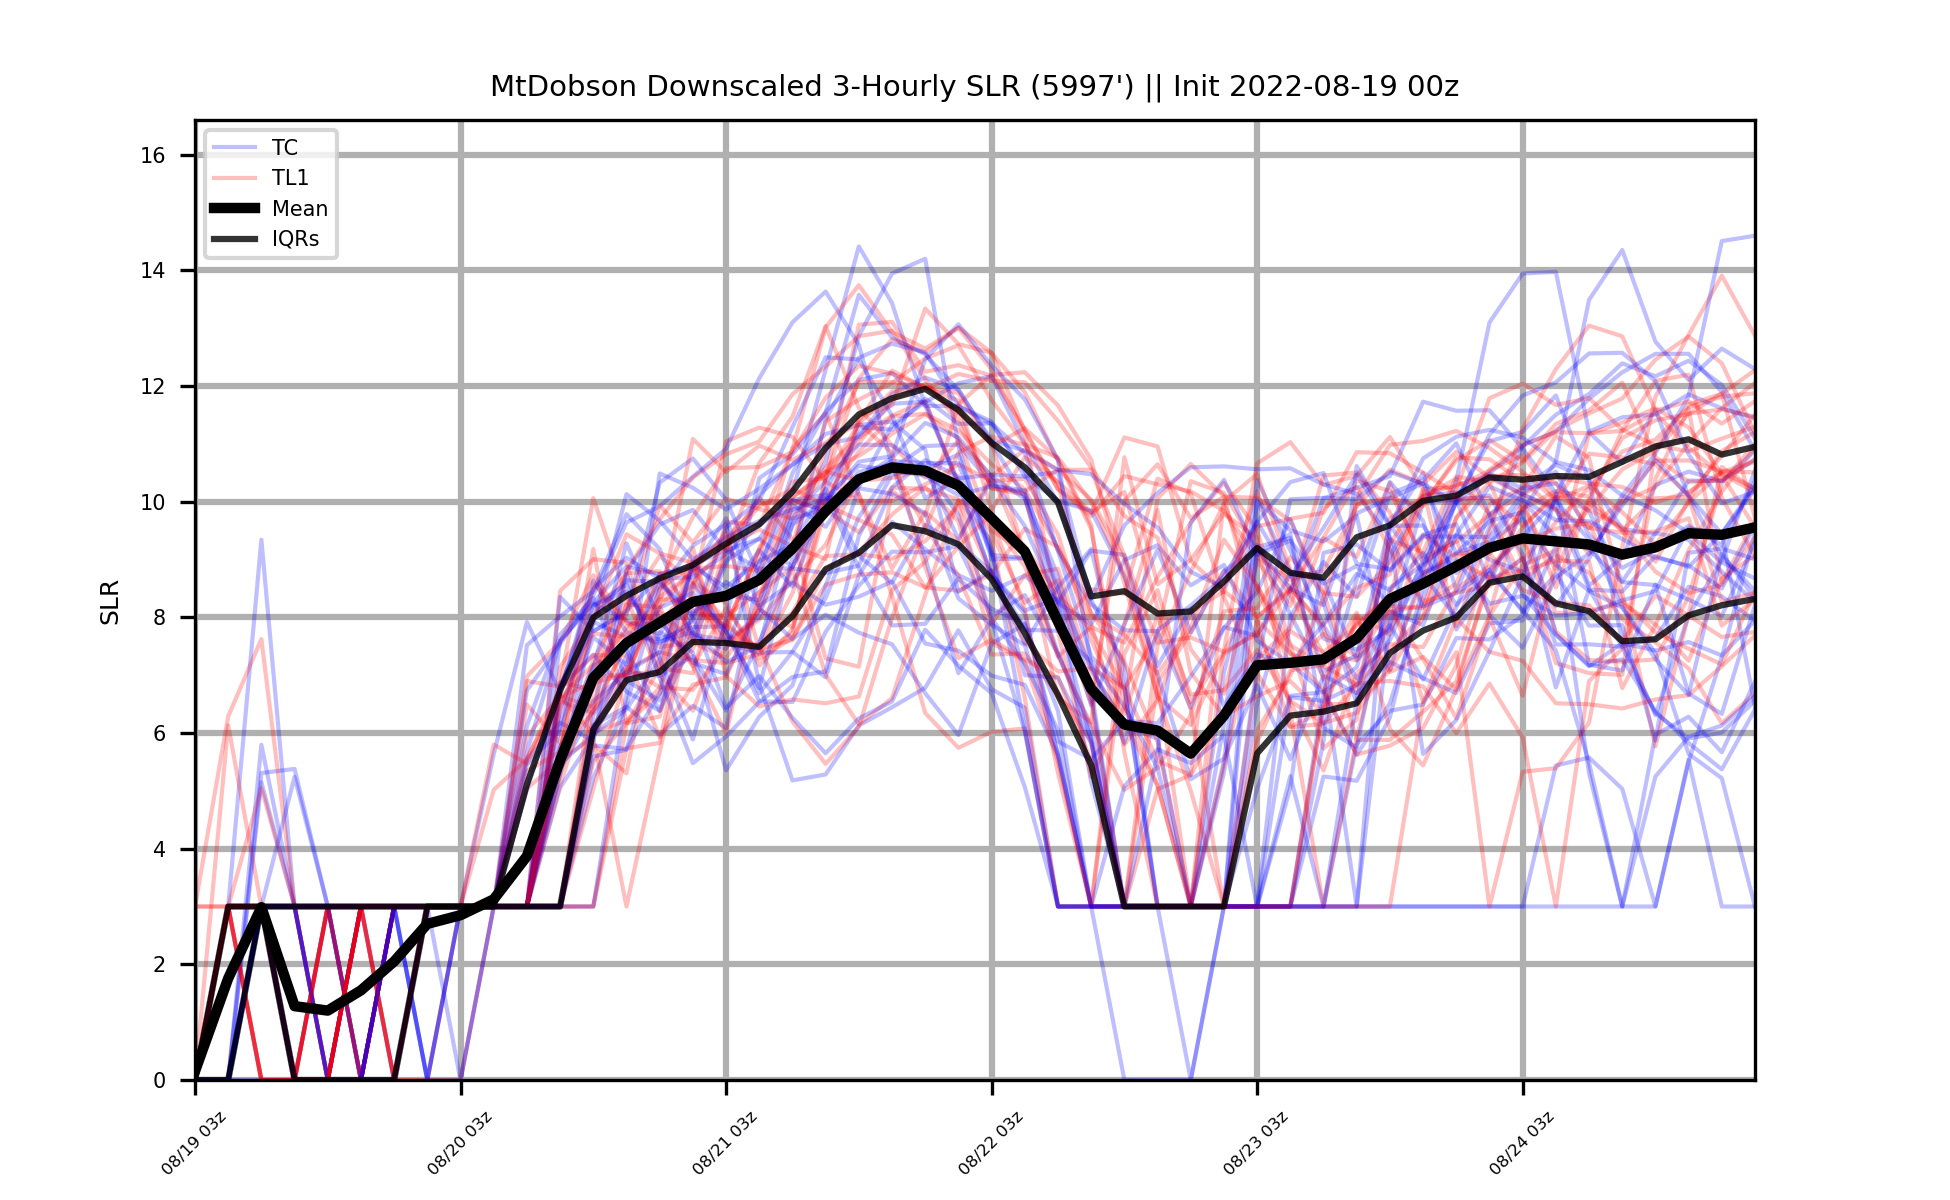 MtDobson Downscaled 3-Hourly SLR (5997') || Init 2022-08-19 00z
TC
TL1
Mean
IQRs
SLR
16
14
12
10
8
6
4
2
0
08/19 03z
08/20 03z
08/21 03z
08/22 03z
08/23 03z
08/24 03z